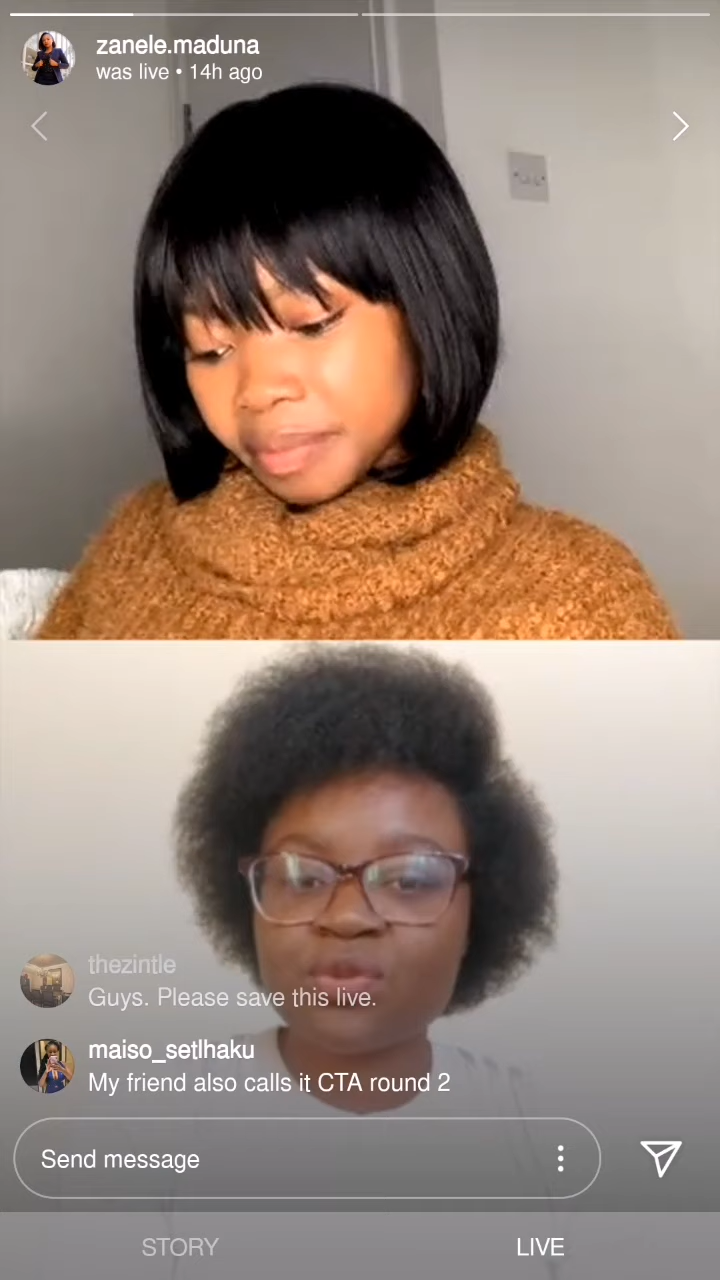 zanele.maduna
was live • 14h ago
thezintle
Guys. Please save this live.
maiso_setlhaku
My friend also calls it CTA round 2
Send message
STORY
LIVE